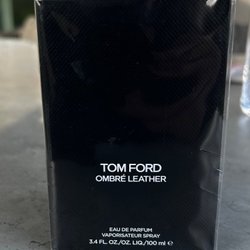 TOM FORD
OMBRÉ LEATHER
EAU DE PARFUM
VAPORISATEUR SPRAY
3.4 FL. OZ./OZ. LIQ./100 ml ℮